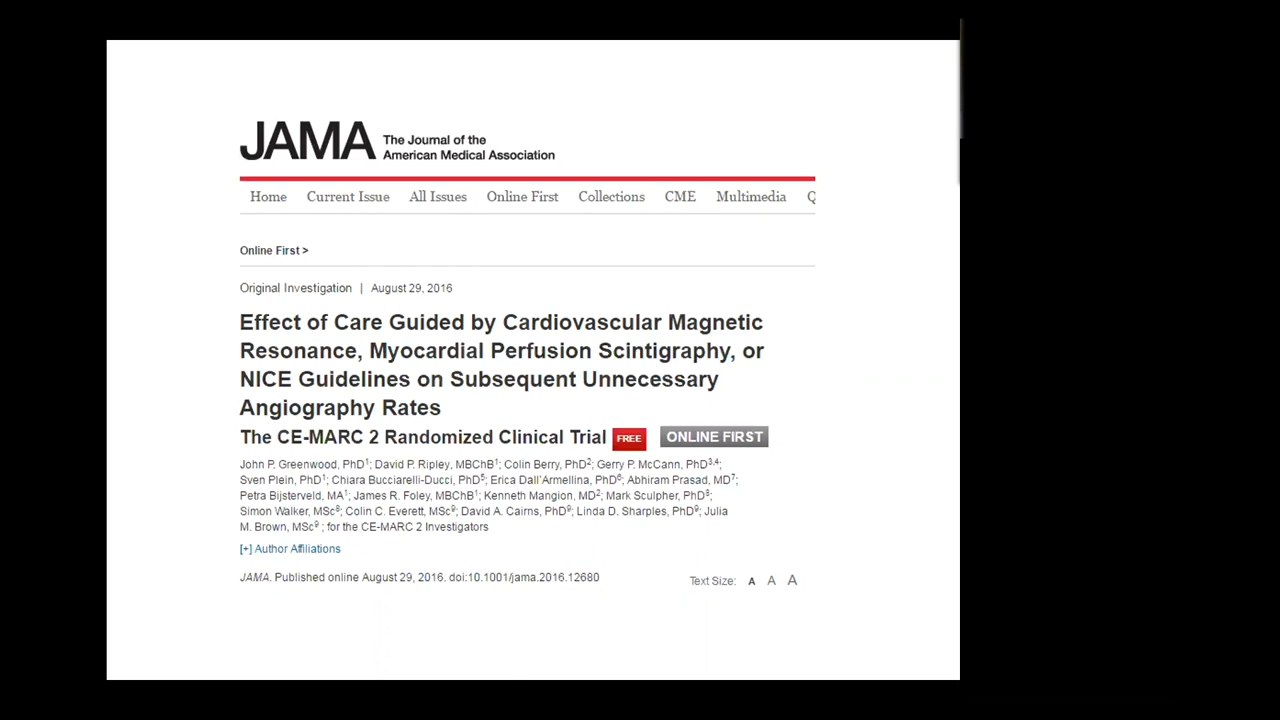 JAMA The Journal of the
American Medical Association
Home Current Issue All Issues Online First Collections CME Multimedia Q
Online First >
Original Investigation | August 29, 2016
Effect of Care Guided by Cardiovascular Magnetic
Resonance, Myocardial Perfusion Scintigraphy, or
NICE Guidelines on Subsequent Unnecessary
Angiography Rates
The CE-MARC 2 Randomized Clinical Trial FREE ONLINE FIRST
John P. Greenwood, PhD1; David P. Ripley, MBChB1; Colin Berry, PhD2; Gerry P. McCann, PhD3,4;
Sven Plein, PhD1; Chiara Bucciarelli-Ducci, PhD5; Erica Dall'Armellina, PhD6; Abhiram Prasad, MD7;
Petra Bijsterveld, MA1; James R. Foley, MBChB1; Kenneth Mangion, MD2; Mark Sculpher, PhD8;
Simon Walker, MSc8; Colin C. Everett, MSc9; David A. Cairns, PhD9; Linda D. Sharples, PhD9; Julia
M. Brown, MSc9 ; for the CE-MARC 2 Investigators
[+] Author Affiliations
JAMA. Published online August 29, 2016. doi:10.1001/jama.2016.12680
Text Size: A A A